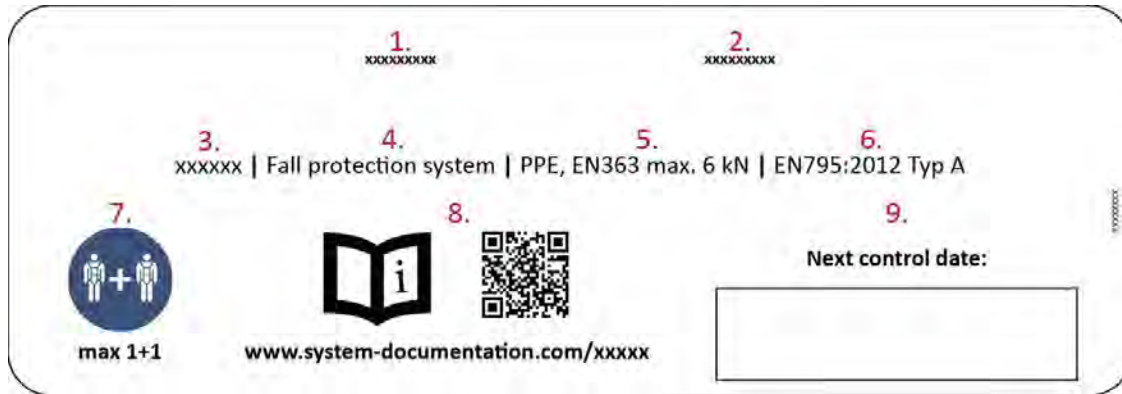 1. 2.
xxxxxxxxx xxxxxxxxx
3. 4. 5. 6.
xxxxxx | Fall protection system | PPE, EN363 max. 6 kN | EN795:2012 Typ A
7. 8. 9.
i
Next control date:
max 1+1
www.system-documentation.com/xxxxx